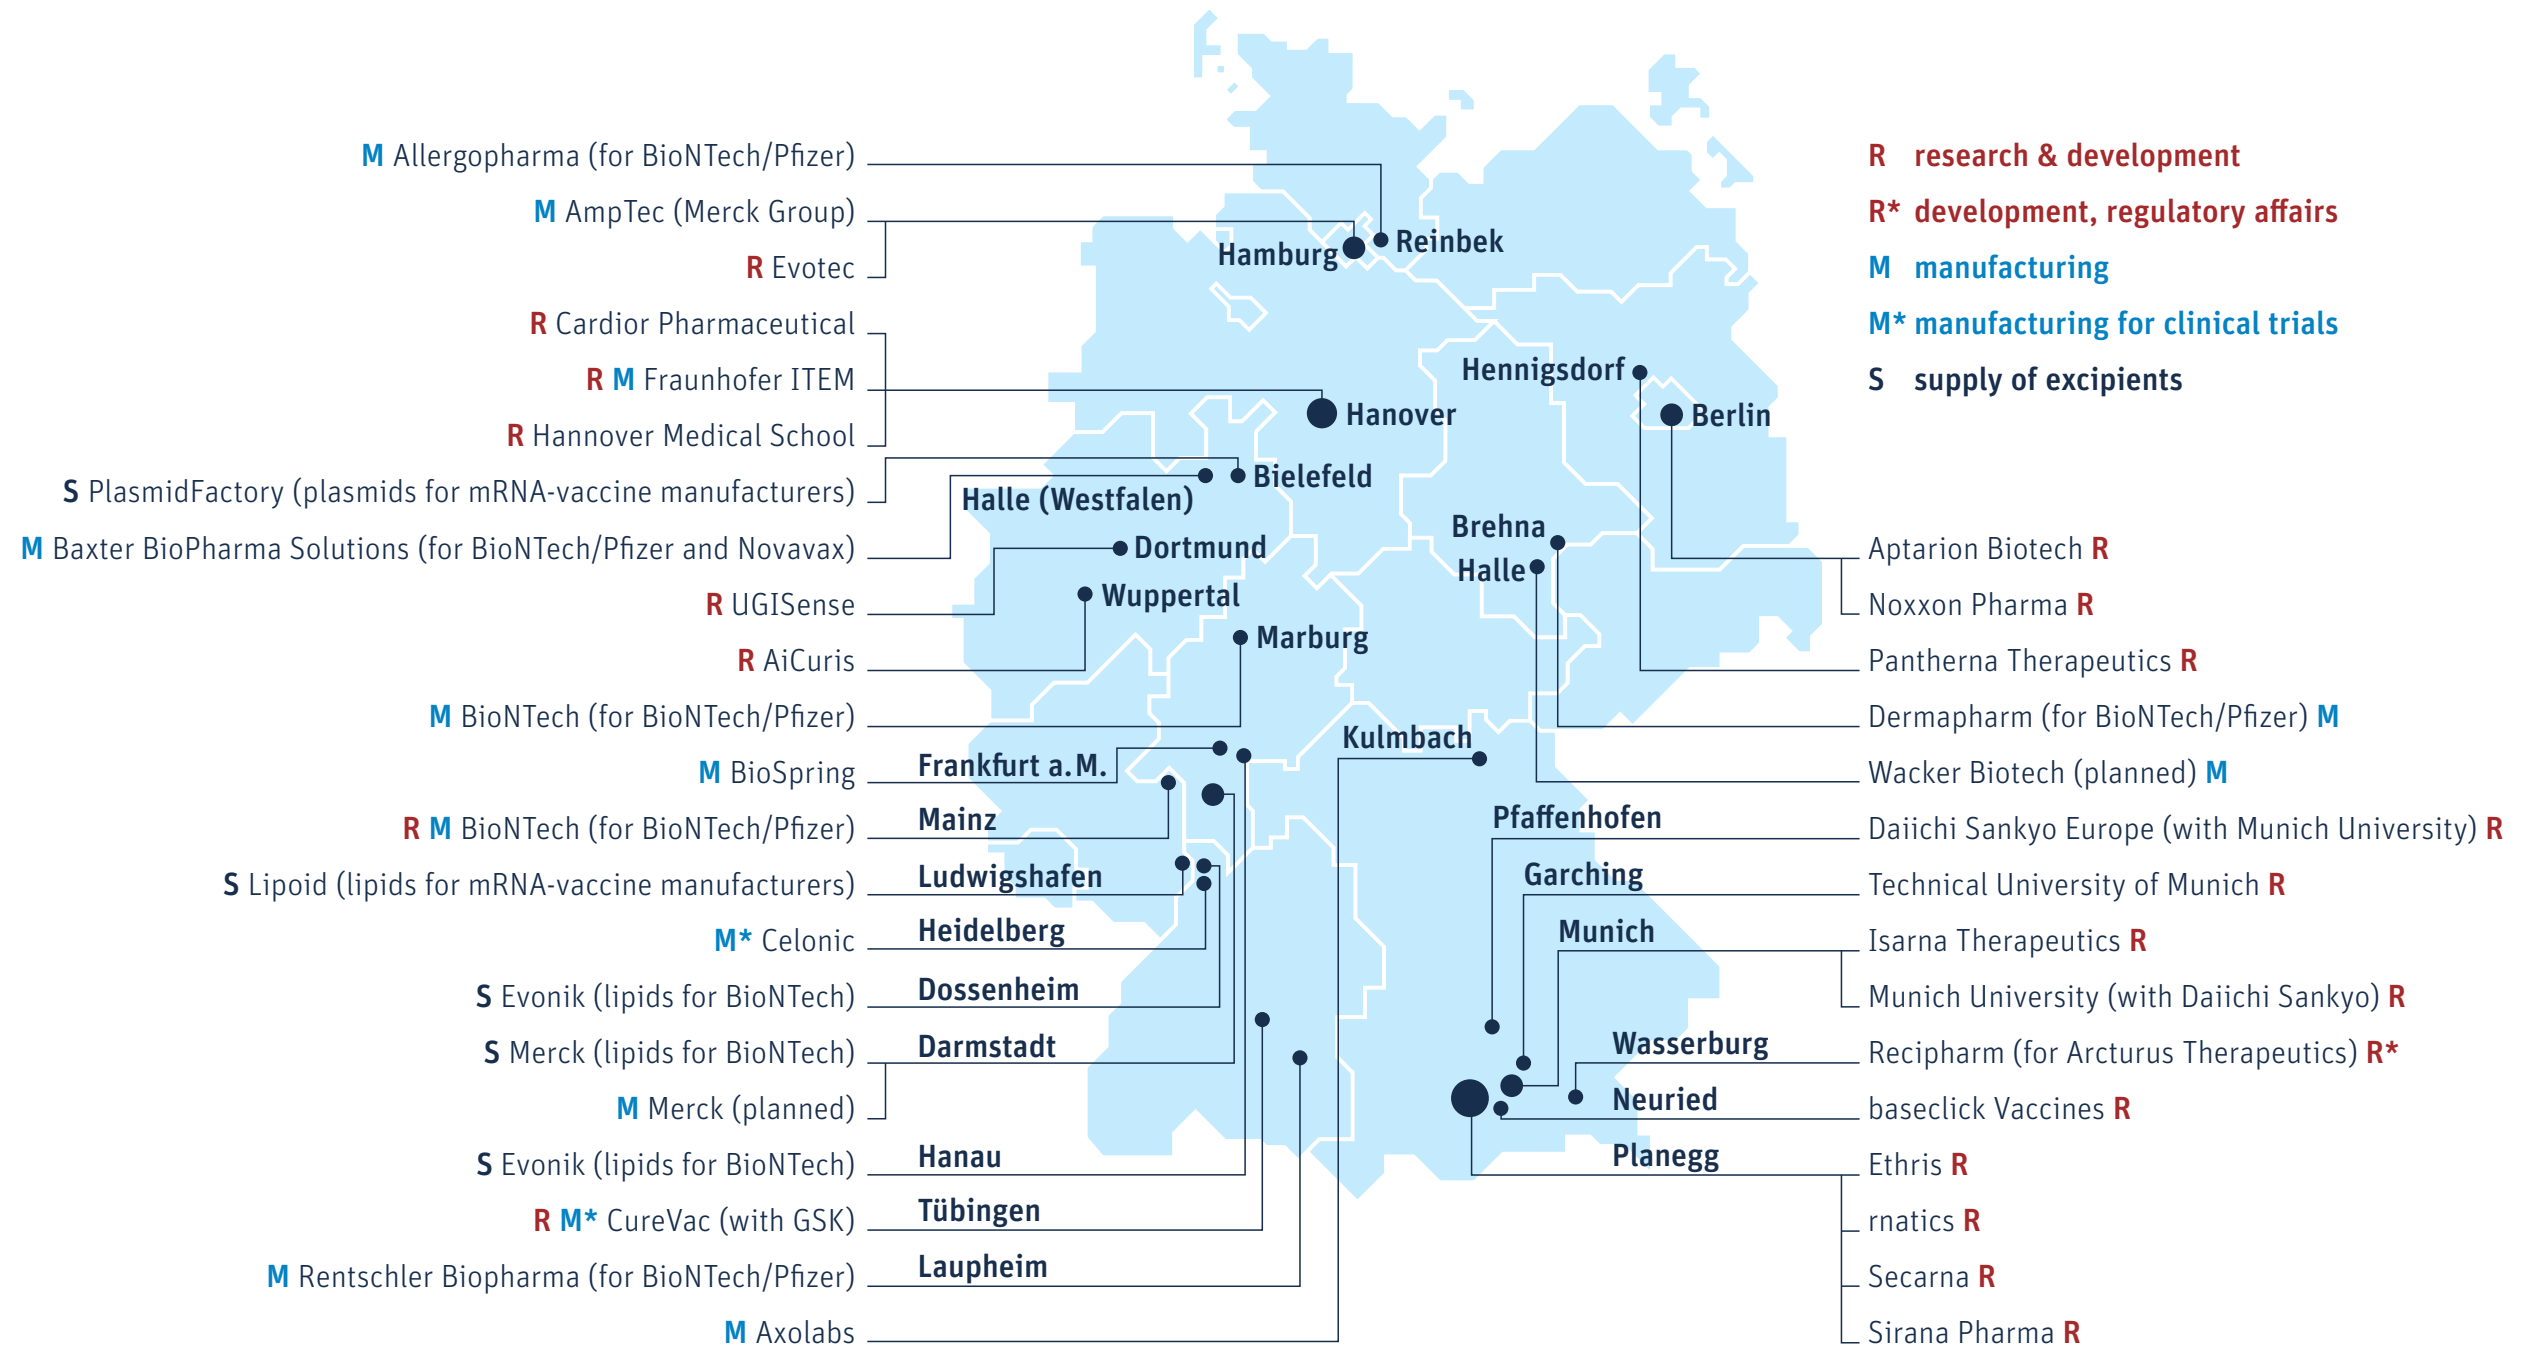 M Allergopharma (for BioNTech/Pfizer)
M AmpTec (Merck Group)
R Evotec
R Cardior Pharmaceutical
R M Fraunhofer ITEM
R Hannover Medical School
S PlasmidFactory (plasmids for mRNA-vaccine manufacturers)
M Baxter BioPharma Solutions (for BioNTech/Pfizer and Novavax)
R UGISense
R AiCuris
M BioNTech (for BioNTech/Pfizer)
M BioSpring
R M BioNTech (for BioNTech/Pfizer)
S Lipoid (lipids for mRNA-vaccine manufacturers)
M* Celonic
S Evonik (lipids for BioNTech)
S Merck (lipids for BioNTech)
M Merck (planned)
S Evonik (lipids for BioNTech)
R M* CureVac (with GSK)
M Rentschler Biopharma (for BioNTech/Pfizer)
M Axolabs
Reinbek
Hamburg
Hennigsdorf
Hanover
Berlin
Bielefeld
Halle (Westfalen)
Brehna
Dortmund
Halle
Wuppertal
Marburg
Kulmbach
Frankfurt a.M.
Mainz
Ludwigshafen
Heidelberg
Dossenheim
Darmstadt
Hanau
Tübingen
Laupheim
Pfaffenhofen
Garching
Munich
Wasserburg
Neuried
Planegg
R research & development
R* development, regulatory affairs
M manufacturing
M* manufacturing for clinical trials
S supply of excipients
Aptarion Biotech R
Noxxon Pharma R
Pantherna Therapeutics R
Dermapharm (for BioNTech/Pfizer) M
Wacker Biotech (planned) M
Daiichi Sankyo Europe (with Munich University) R
Technical University of Munich R
Isarna Therapeutics R
Munich University (with Daiichi Sankyo) R
Recipharm (for Arcturus Therapeutics) R*
baseclick Vaccines R
Ethris R
rnatics R
Secarna R
Sirana Pharma R